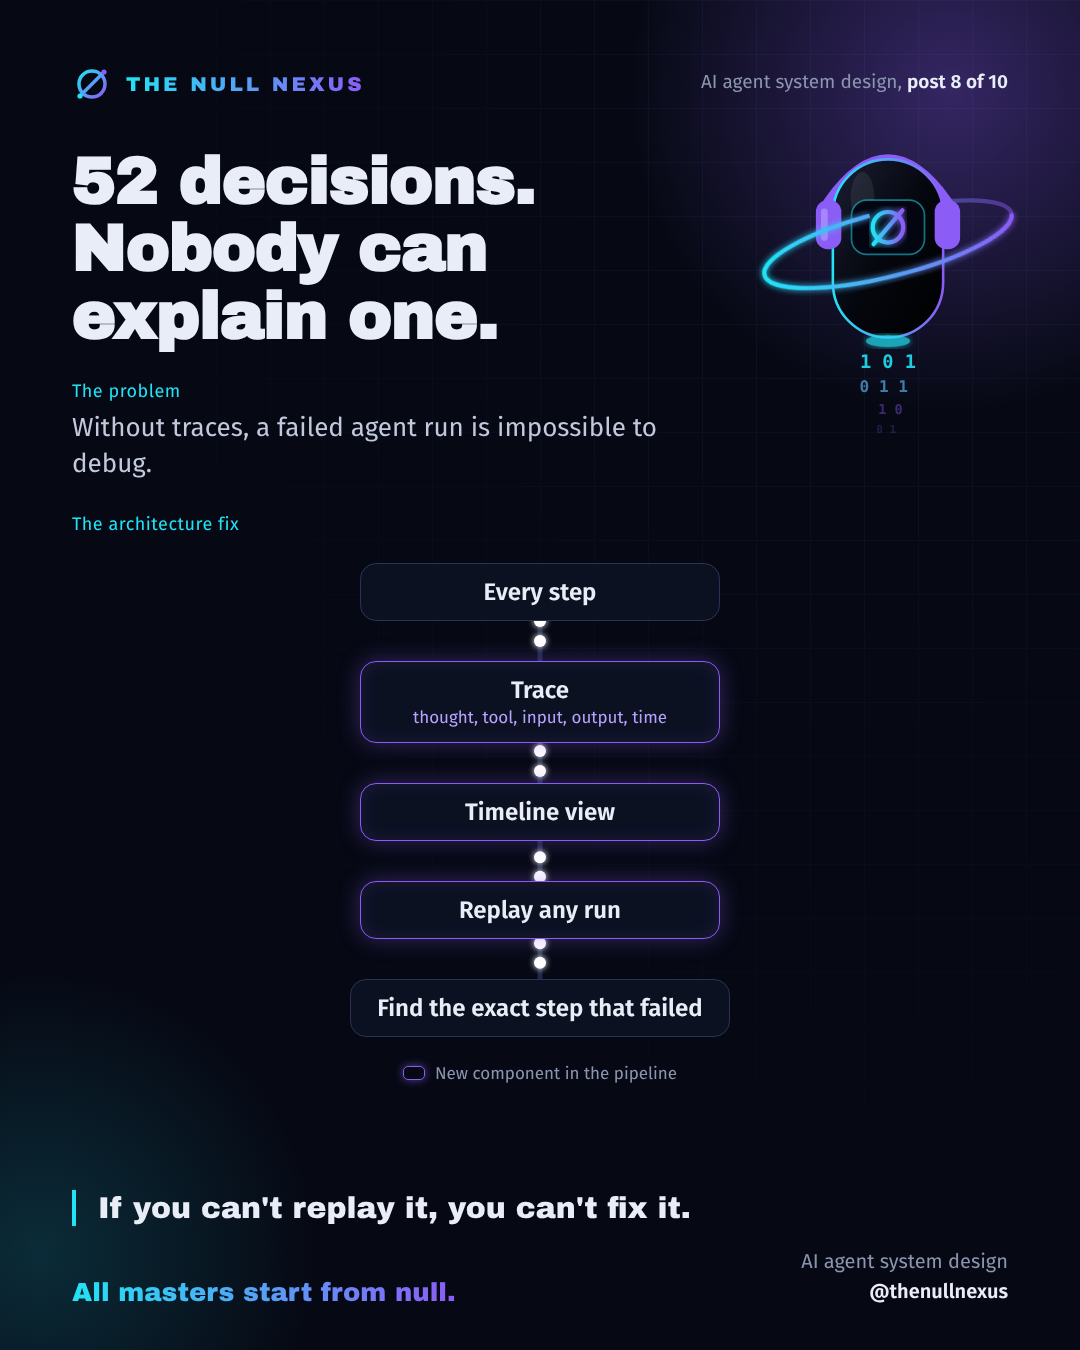 THE NULL NEXUS
AI agent system design, post 8 of 10
52 decisions.
Nobody can
explain one.
1 0 1
0 1 1
1 0
0 1
The problem
Without traces, a failed agent run is impossible to
debug.
The architecture fix
Every step
Trace
thought, tool, input, output, time
Timeline view
Replay any run
Find the exact step that failed
New component in the pipeline
If you can't replay it, you can't fix it.
AI agent system design
@thenullnexus
All masters start from null.